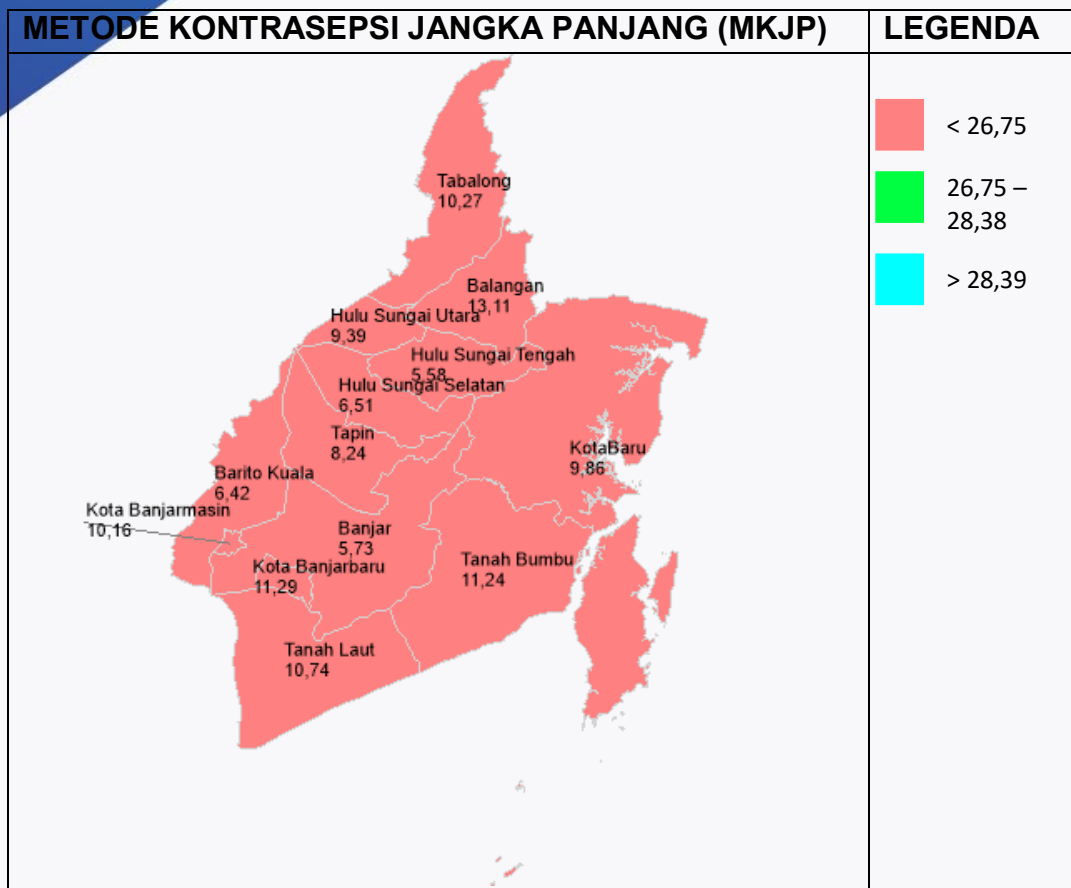 METODE KONTRASEPSI JANGKA PANJANG (MKJP)
LEGENDA
< 26,75
26,75 –
28,38
> 28,39
Tabalong
10,27
Balangan
13,11
Hulu Sungai Utara
9,39
Hulu Sungai Tengah
5,58
Hulu Sungai Selatan
6,51
Tapin
8,24
KotaBaru
9,86
Barito Kuala
6,42
Kota Banjarmasin
10,16
Banjar
5,73
Kota Banjarbaru
11,29
Tanah Bumbu
11,24
Tanah Laut
10,74